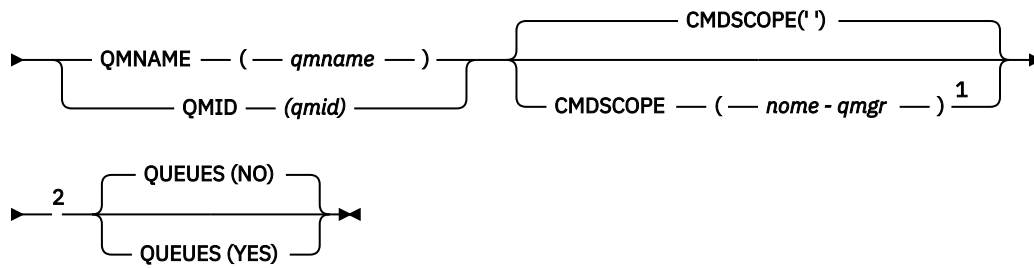 CMDSCOPE(' ')
QMNAME ( qmname )
QMID (qmid)
CMDSCOPE ( nome - qmgr ) 1
2
QUEUES (NO)
QUEUES (YES)